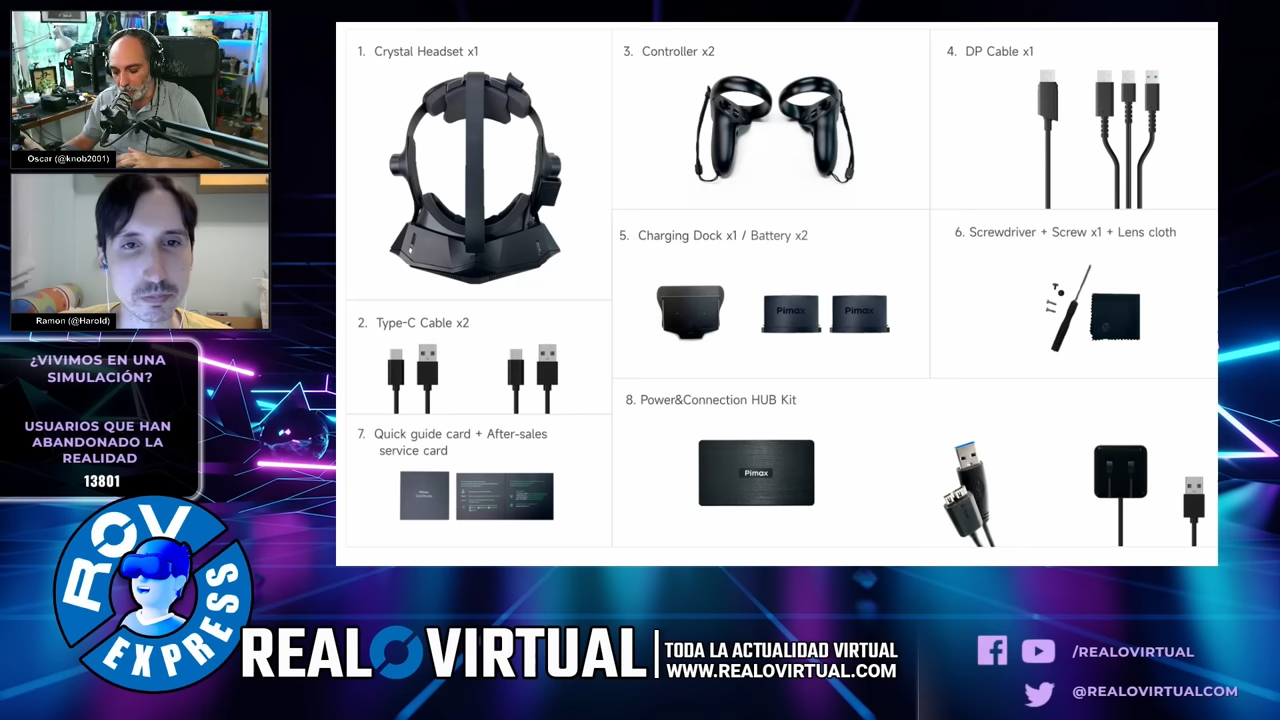 Oscar (@knob2001)
Ramon (@Harold)
¿VIVIMOS EN UNA
SIMULACIÓN?
USUARIOS QUE HAN
ABANDONADO LA
REALIDAD
13801
1. Crystal Headset x1
2. Type-C Cable x2
7. Quick guide card + After-sales
service card
3. Controller x2
4. DP Cable x1
5. Charging Dock x1 / Battery x2
Pimax
Pimax
6. Screwdriver + Screw x1 + Lens cloth
8. Power&Connection HUB Kit
Pimax
ROV
EXPRESS
REAL O VIRTUAL
TODA LA ACTUALIDAD VIRTUAL
WWW.REALOVIRTUAL.COM
/REALOVIRTUAL
@REALOVIRTUALCOM